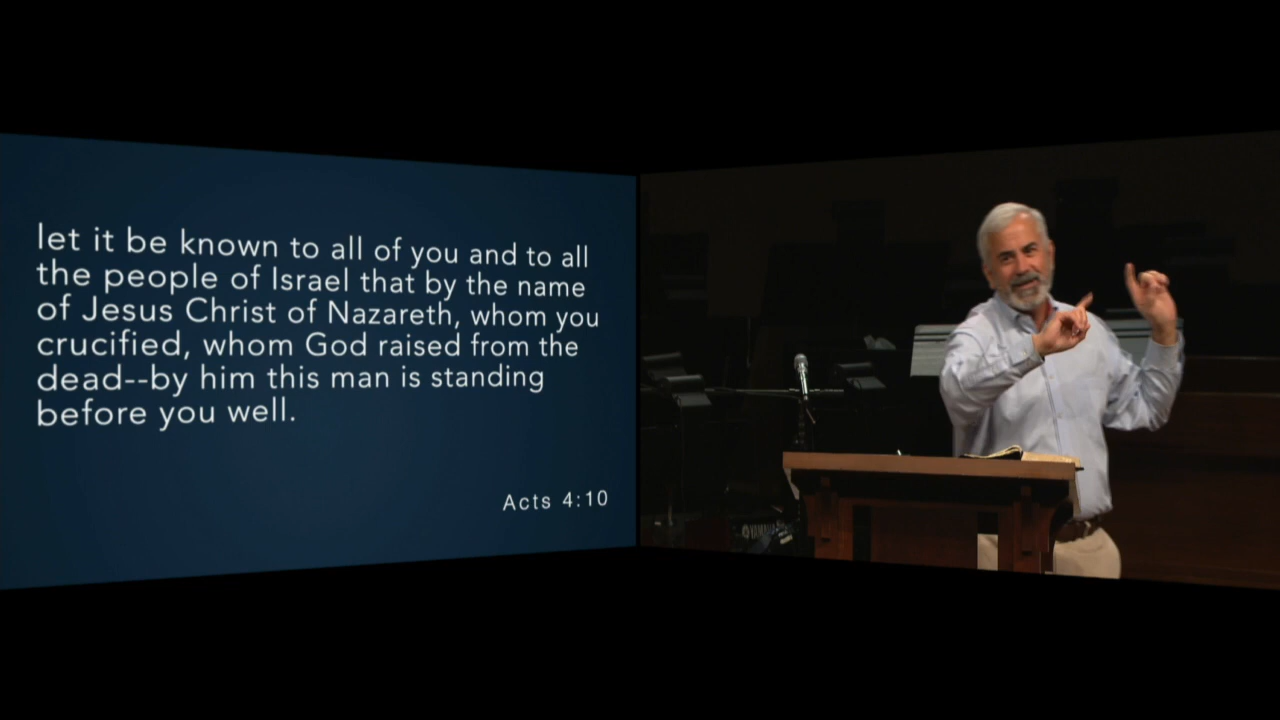 let it be known to all of you and to all
the people of Israel that by the name
of Jesus Christ of Nazareth, whom you
crucified, whom God raised from the
dead--by him this man is standing
before you well.
Acts 4:10
YAMAHA